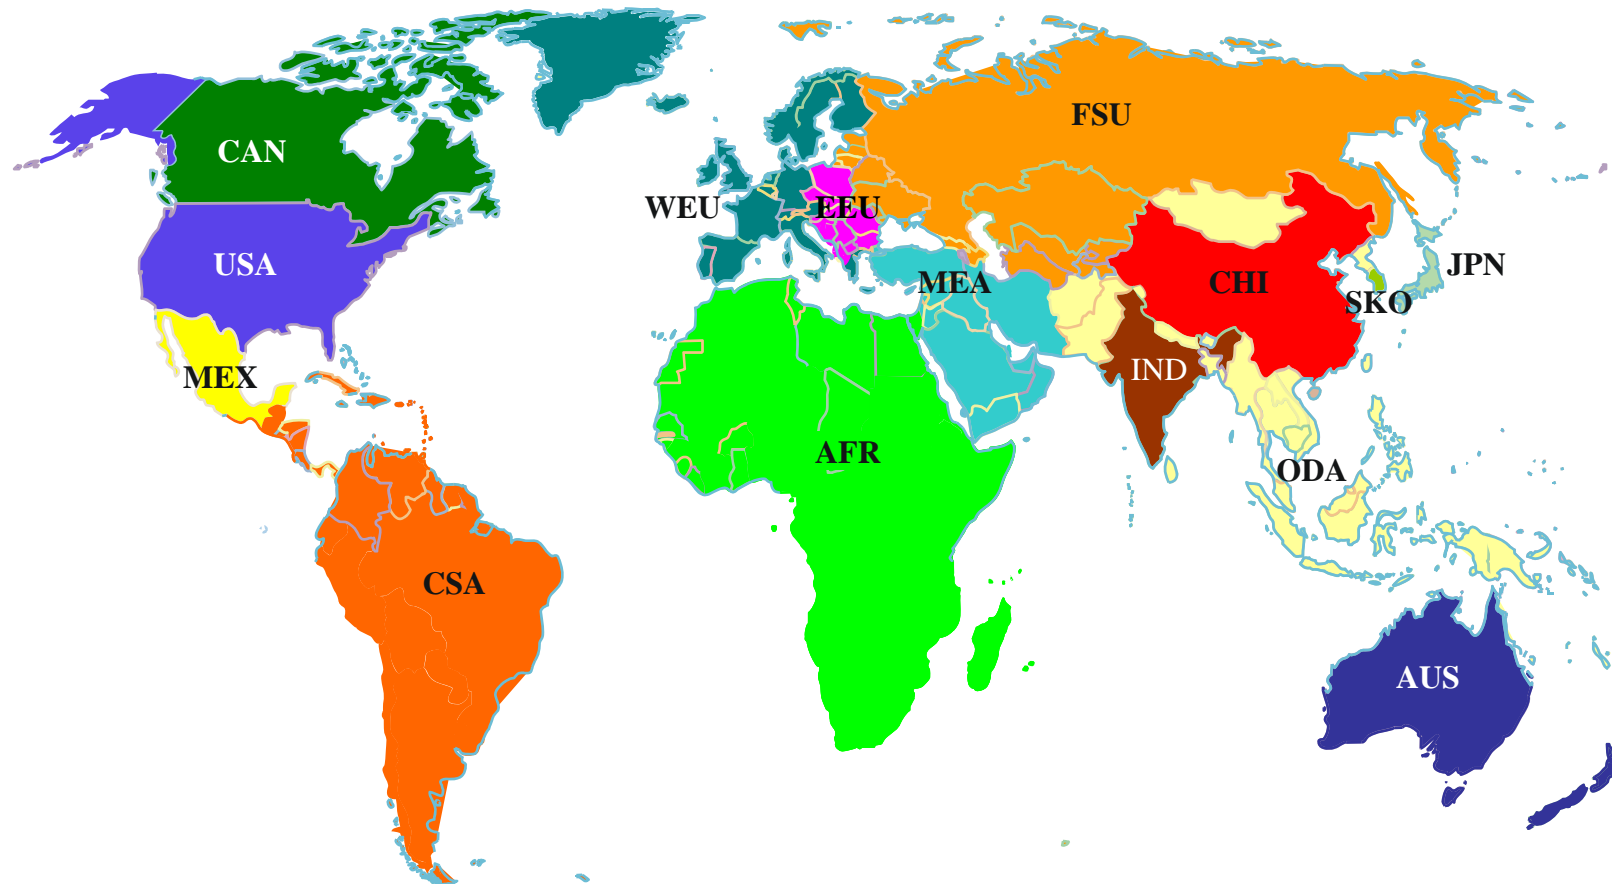 FSU
CAN
WEU
EEU
USA
JPN
MEA
CHI
SKO
MEX
IND
AFR
ODA
CSA
AUS